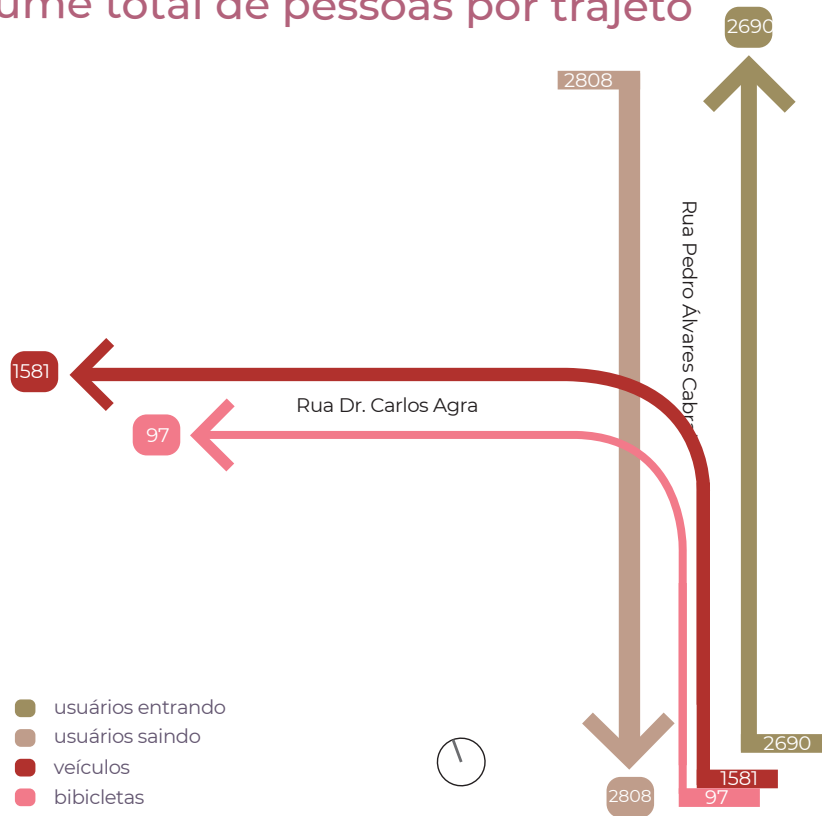 ume total de pessoas por trajeto
2690
2808
Rua Pedro Álvares Cabra
1581
Rua Dr. Carlos Agra
97
usuários entrando
usuários saindo
veículos
bibicletas
2690
1581
97
2808